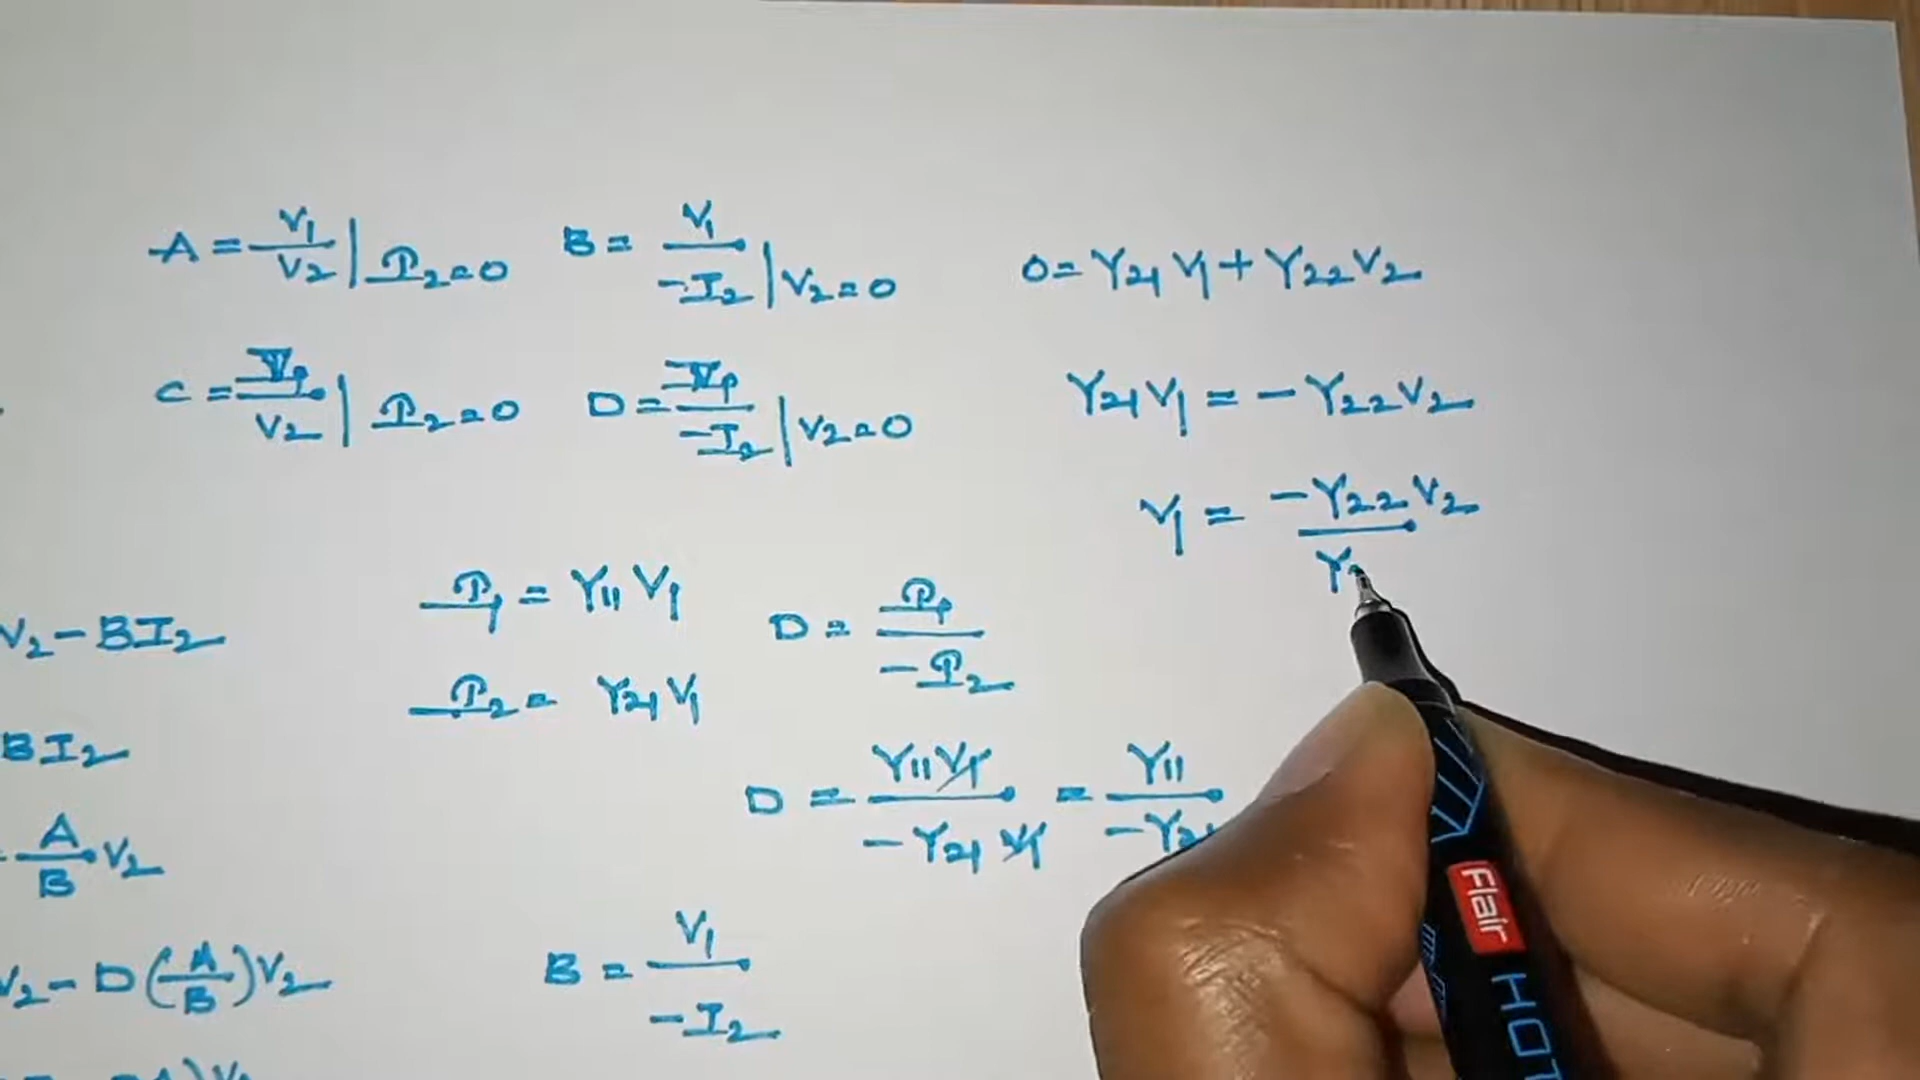 A = V1/V2 | I2=0 B = V1/-I2 | V2=0
C = I1/V2 | I2=0 D = I1/-I2 | V2=0
0 = Y21 V1 + Y22 V2
Y21 V1 = - Y22 V2
V1 = -Y22 V2 / Y2
I1 = Y11 V1
I2 = Y21 V1
D = I1 / -I2
D = Y11 V1 / -Y21 V1 = Y11 / -Y21
B = V1 / -I2
V2 - BI2
BI2
A/B V2
V2 - D(A/B)V2
Flair
HOT